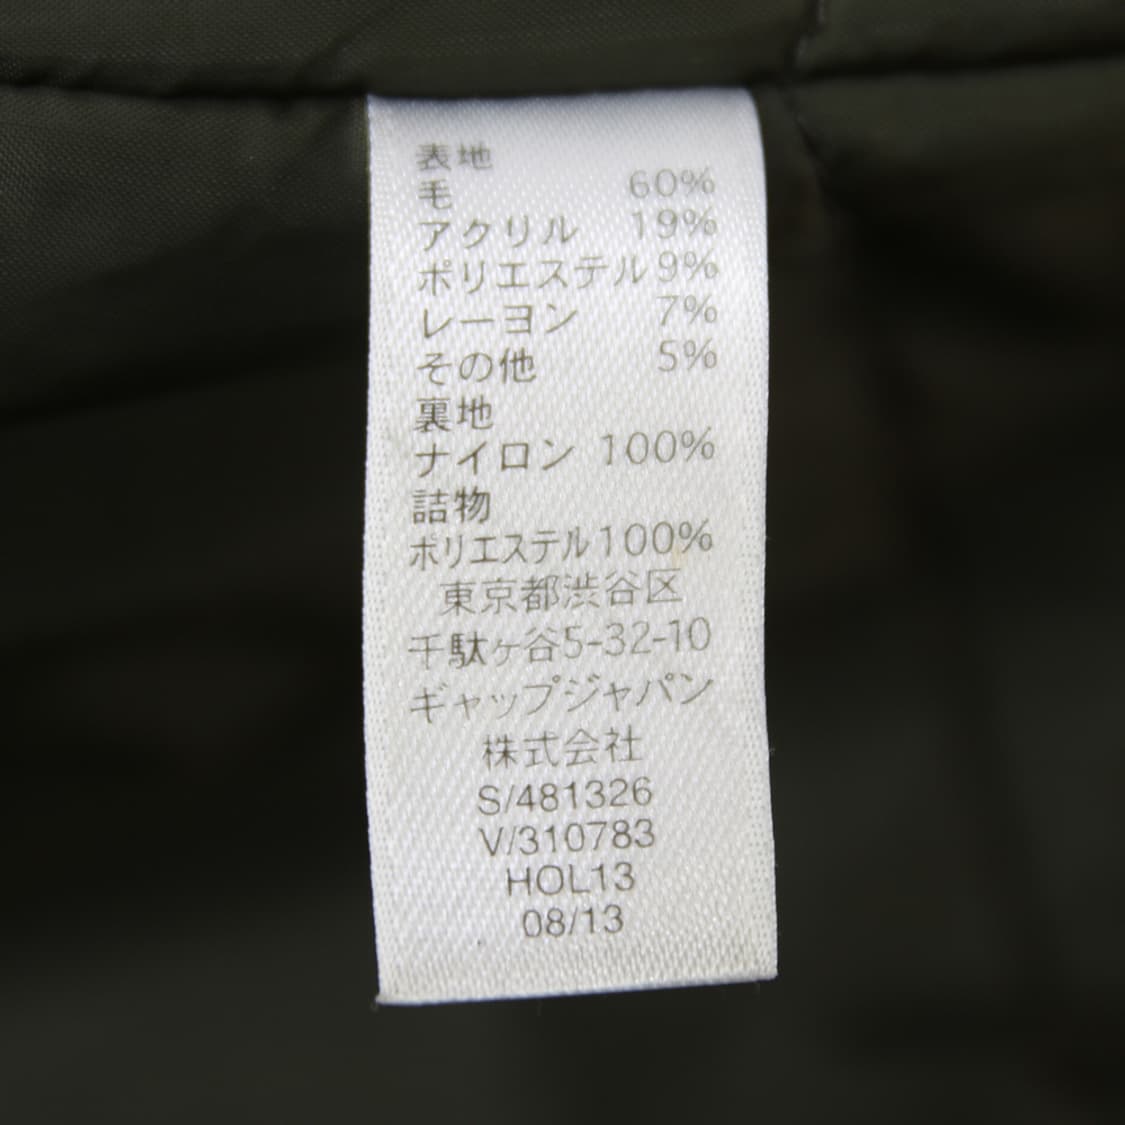 表地
毛 60%
アクリル 19%
ポリエステル 9%
レーヨン 7%
その他 5%
裏地
ナイロン 100%
詰物
ポリエステル 100%
東京都渋谷区
千駄ヶ谷5-32-10
ギャップジャパン
株式会社
S/481326
V/310783
HOL13
08/13